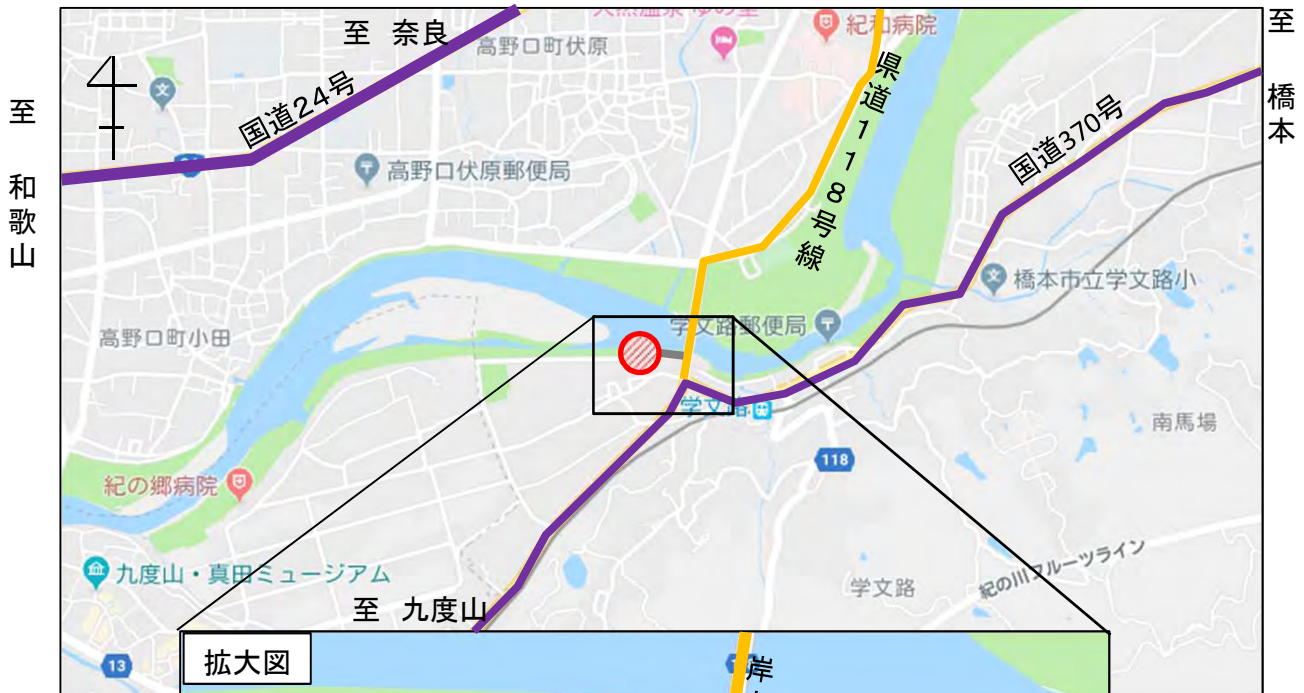 至 奈良
高野口町伏原
紀和病院
至 橋本
国道24号
県道118号線
国道370号
至 和歌山
高野口伏原郵便局
橋本市立学文路小
学文路郵便局
高野口町小田
学文路
南馬場
118
紀の郷病院
九度山・真田ミュージアム
紀の川フルーツライン
学文路
至 九度山
13
拡大図
岸